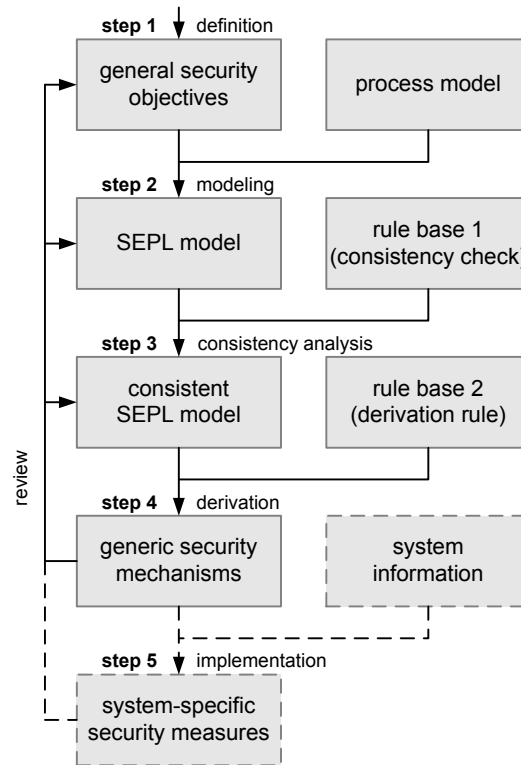 step 1 definition
general security
objectives
process model
step 2 modeling
SEPL model
rule base 1
(consistency check)
step 3 consistency analysis
consistent
SEPL model
rule base 2
(derivation rule)
review
step 4 derivation
generic security
mechanisms
system
information
step 5 implementation
system-specific
security measures